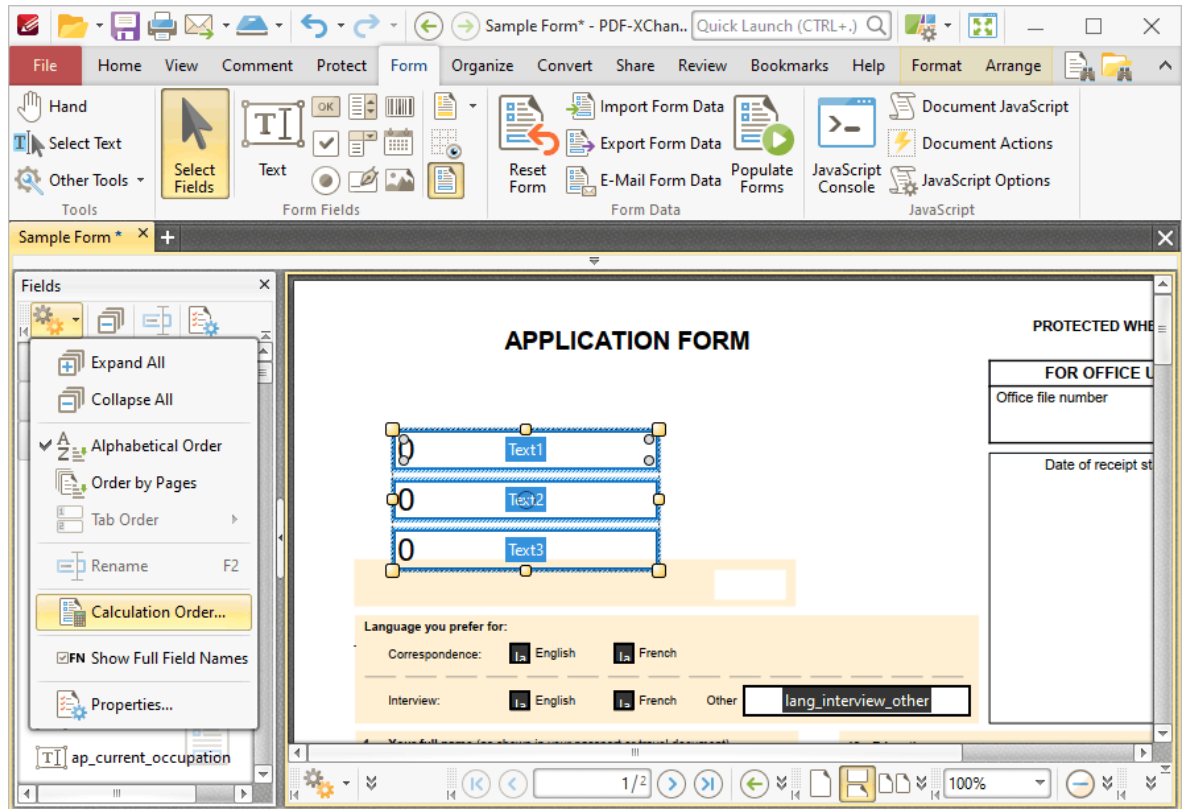 Sample Form* - PDF-XChan..
Quick Launch (CTRL+.)
File Home View Comment Protect Form Organize Convert Share Review Bookmarks Help Format Arrange
Hand
Select Text
Other Tools
Tools
Select Fields
Text
OK
Form Fields
Reset Form
Import Form Data
Export Form Data
E-Mail Form Data
Populate Forms
Form Data
JavaScript Console
Document JavaScript
Document Actions
JavaScript Options
JavaScript
Sample Form *
Fields
Expand All
Collapse All
Alphabetical Order
Order by Pages
Tab Order
Rename F2
Calculation Order...
FN Show Full Field Names
Properties...
ap_current_occupation
APPLICATION FORM
PROTECTED WHE
FOR OFFICE U
Office file number
Date of receipt st
0 Text1
0 Text2
0 Text3
Language you prefer for:
Correspondence: la English la French
Interview: la English la French Other lang_interview_other
1/2
100%